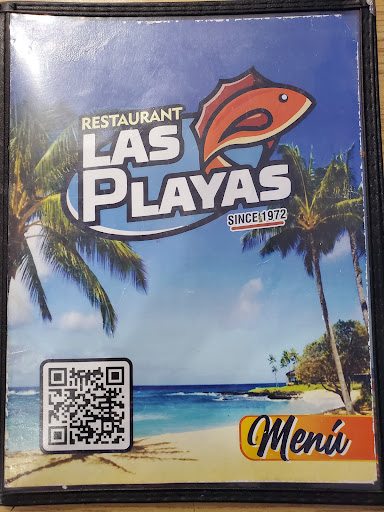 RESTAURANT
LAS
PLAYAS
SINCE 1972
Menú